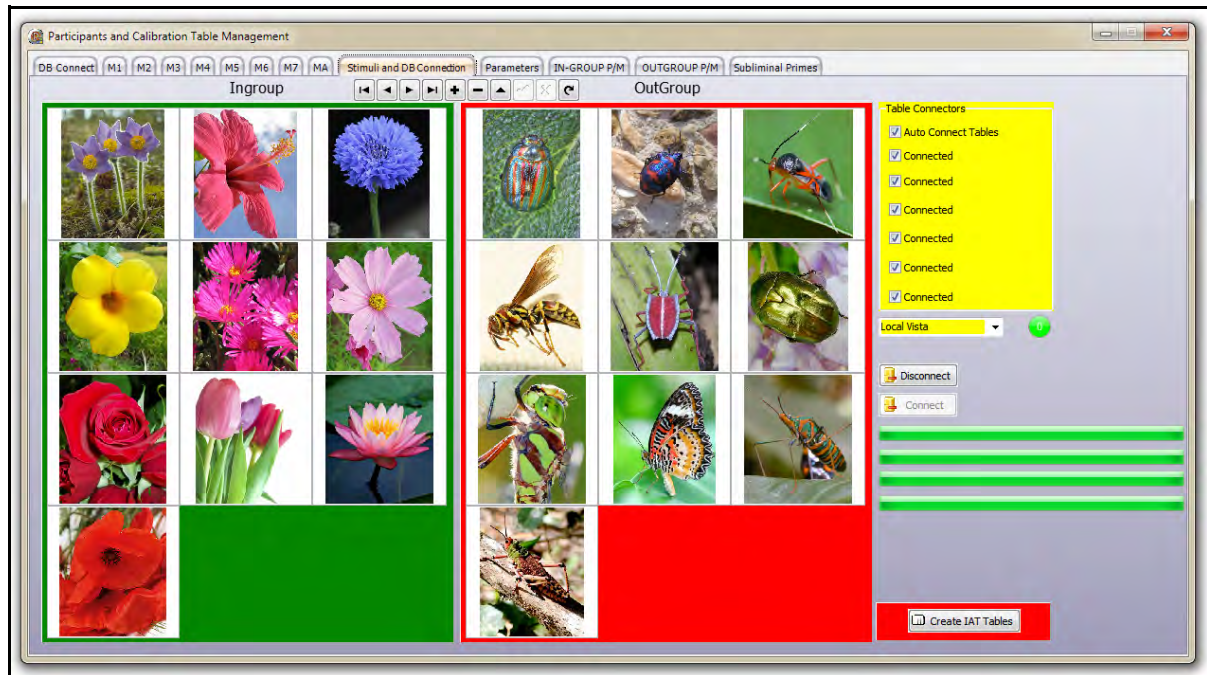 Participants and Calibration Table Management
DB Connect M1 M2 M3 M4 M5 M6 M7 MA Stimuli and DB Connection Parameters IN-GROUP P/M OUTGROUP P/M Subliminal Primes
Ingroup OutGroup
Table Connectors
Auto Connect Tables
Connected
Connected
Connected
Connected
Connected
Connected
Local Vista 0
Disconnect
Connect
Create IAT Tables